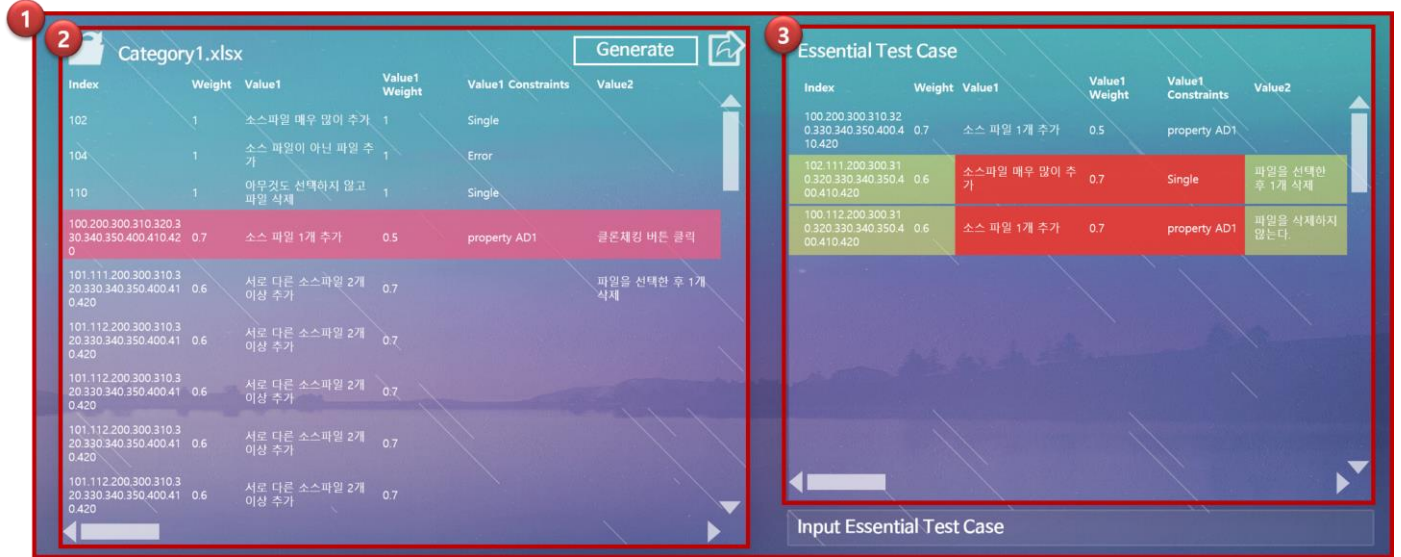 1
2
Category1.xlsx
Generate
Index Weight Value1 Value1 Weight Value1 Constraints Value2
102 1 소스파일 매우 많이 추가 1 Single
104 1 소스 파일이 아닌 파일 추가 1 Error
110 1 아무것도 선택하지 않고 파일 삭제 1 Single
100.200.300.310.320.330.340.350.400.410.420 0.7 소스 파일 1개 추가 0.5 property AD1 클론채킹 버튼 클릭
101.111.200.300.310.320.330.340.350.400.410.420 0.6 서로 다른 소스파일 2개 이상 추가 0.7 파일을 선택한 후 1개 삭제
101.112.200.300.310.320.330.340.350.400.410.420 0.6 서로 다른 소스파일 2개 이상 추가 0.7
101.112.200.300.310.320.330.340.350.400.410.420 0.6 서로 다른 소스파일 2개 이상 추가 0.7
101.112.200.300.310.320.330.340.350.400.410.420 0.6 서로 다른 소스파일 2개 이상 추가 0.7
101.112.200.300.310.320.330.340.350.400.410.420 0.6 서로 다른 소스파일 2개 이상 추가 0.7
3
Essential Test Case
Index Weight Value1 Value1 Weight Value1 Constraints Value2
100.200.300.310.320.330.340.350.400.410.420 0.7 소스 파일 1개 추가 0.5 property AD1
102.111.200.300.310.320.330.340.350.400.410.420 0.6 소스파일 매우 많이 추가 0.7 Single 파일을 선택한 후 1개 삭제
100.112.200.300.310.320.330.340.350.400.410.420 0.6 소스 파일 1개 추가 0.7 property AD1 파일을 삭제하지 않는다.
Input Essential Test Case